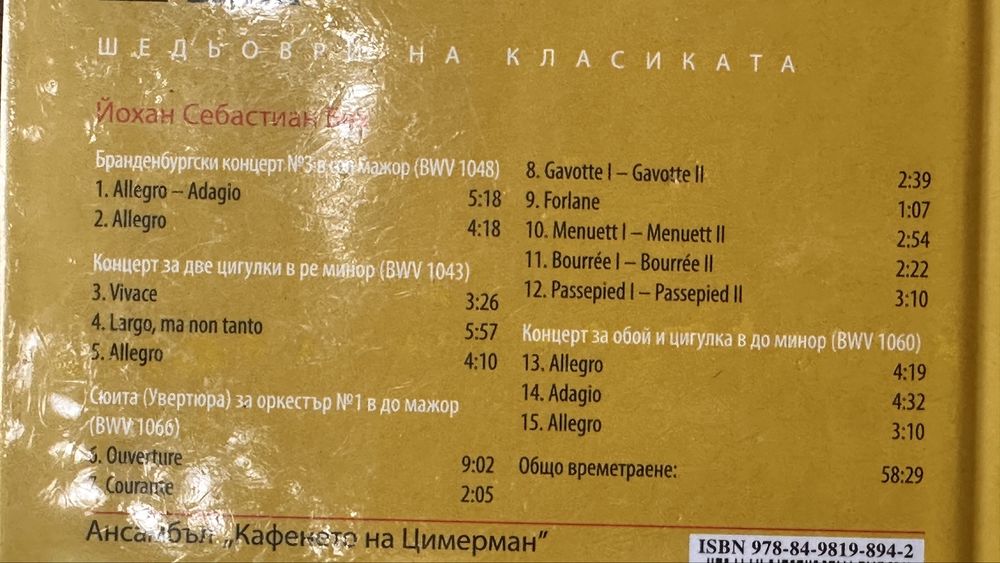 ШЕДЬОВРИ НА КЛАСИКАТА
Йохан Себастиан Бах
Бранденбургски концерт №3 в сол мажор (BWV 1048)
1. Allegro – Adagio 5:18
2. Allegro 4:18
Концерт за две цигулки в ре минор (BWV 1043)
3. Vivace 3:26
4. Largo, ma non tanto 5:57
5. Allegro 4:10
Сюита (Увертюра) за оркестър №1 в до мажор
(BWV 1066)
6. Ouverture 9:02
7. Courante 2:05
8. Gavotte I – Gavotte II 2:39
9. Forlane 1:07
10. Menuett I – Menuett II 2:54
11. Bourrée I – Bourrée II 2:22
12. Passepied I – Passepied II 3:10
Концерт за обой и цигулка в до минор (BWV 1060)
13. Allegro 4:19
14. Adagio 4:32
15. Allegro 3:10
Общо времетраене: 58:29
Ансамбъл „Кафенето на Цимерман”
ISBN 978-84-9819-894-2